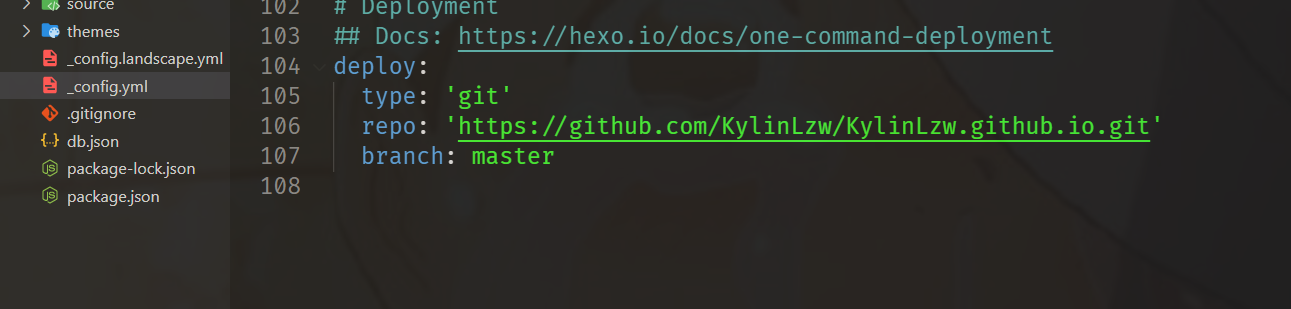 source
themes
_config.landscape.yml
_config.yml
.gitignore
db.json
package-lock.json
package.json
102 # Deployment
103 ## Docs: https://hexo.io/docs/one-command-deployment
104 deploy:
105 type: 'git'
106 repo: 'https://github.com/KylinLzw/KylinLzw.github.io.git'
107 branch: master
108